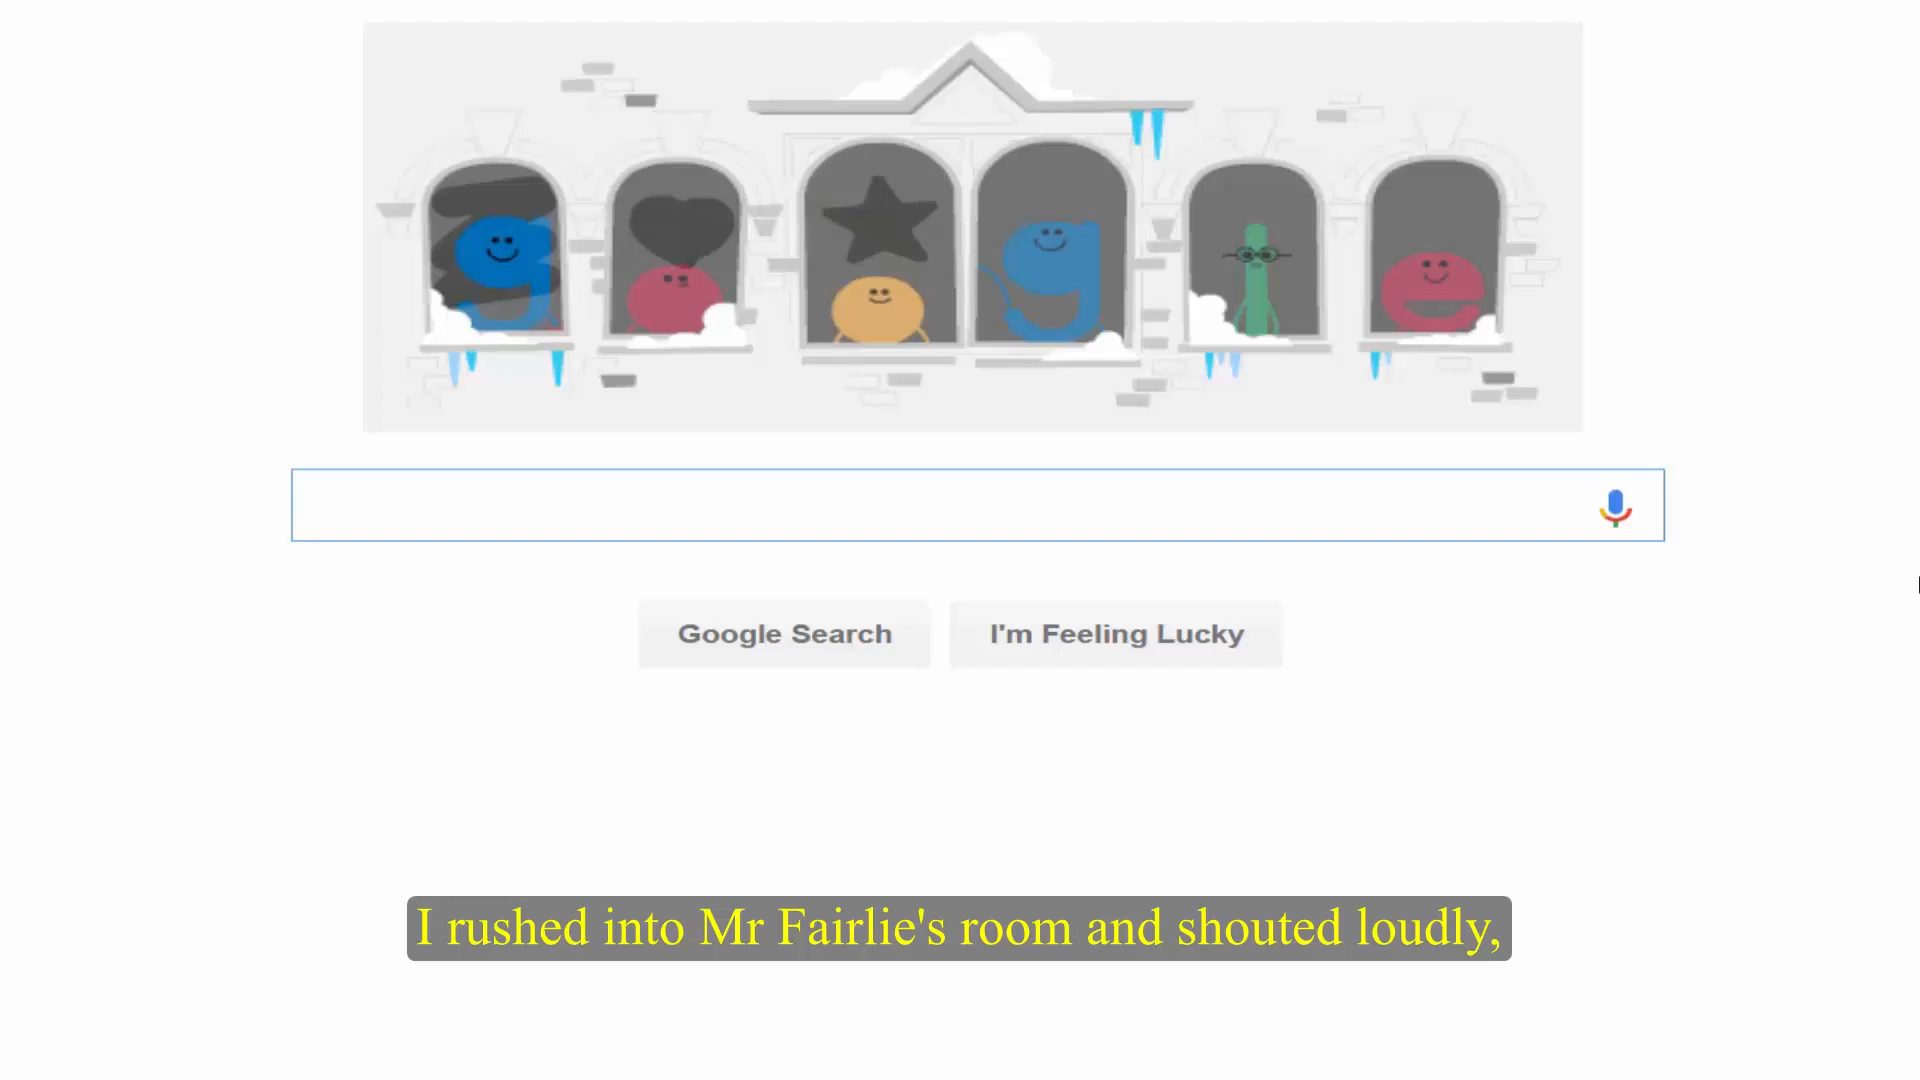 Google Search
I'm Feeling Lucky
I rushed into Mr Fairlie's room and shouted loudly,